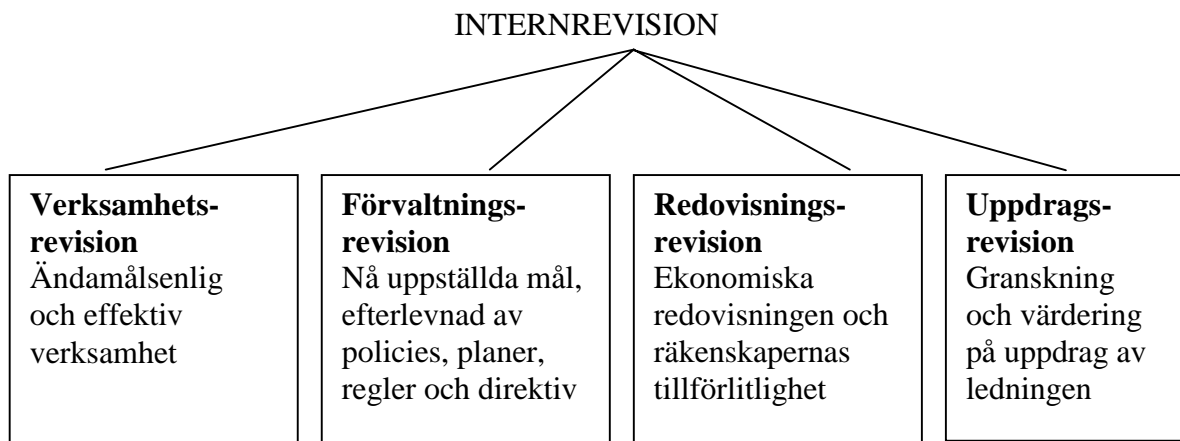 INTERNREVISION
Verksamhets-
revision
Ändamålsenlig
och effektiv
verksamhet
Förvaltnings-
revision
Nå uppställda mål,
efterlevnad av
policies, planer,
regler och direktiv
Redovisnings-
revision
Ekonomiska
redovisningen och
räkenskapernas
tillförlitlighet
Uppdrags-
revision
Granskning
och värdering
på uppdrag av
ledningen